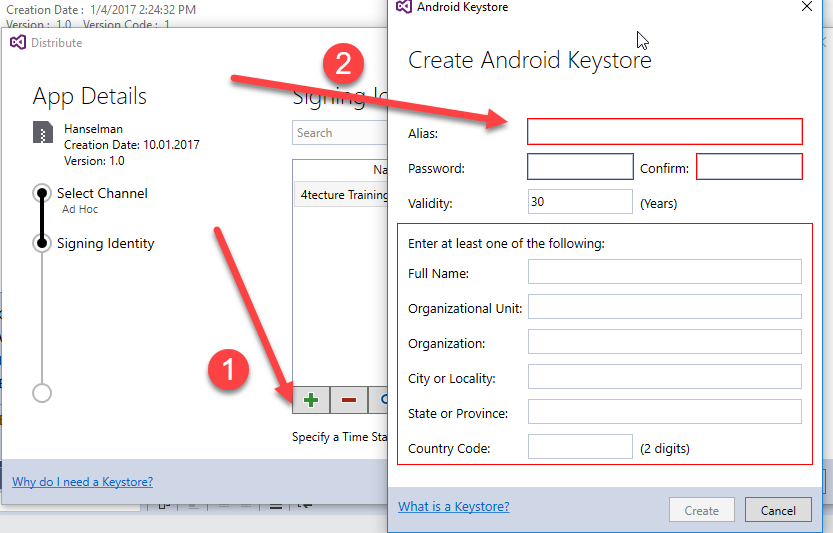 Creation Date : 1/4/2017 2:24:32 PM
Version : 1.0 Version Code : 1
Distribute
App Details
Hanselman
Creation Date: 10.01.2017
Version: 1.0
Select Channel
Ad Hoc
Signing Identity
Signing
Search
4tecture Training
1
2
Specify a Time
Why do I need a Keystore?
Android Keystore
Create Android Keystore
Alias:
Password:
Confirm:
Validity:
30
(Years)
Enter at least one of the following:
Full Name:
Organizational Unit:
Organization:
City or Locality:
State or Province:
Country Code:
(2 digits)
What is a Keystore?
Create
Cancel